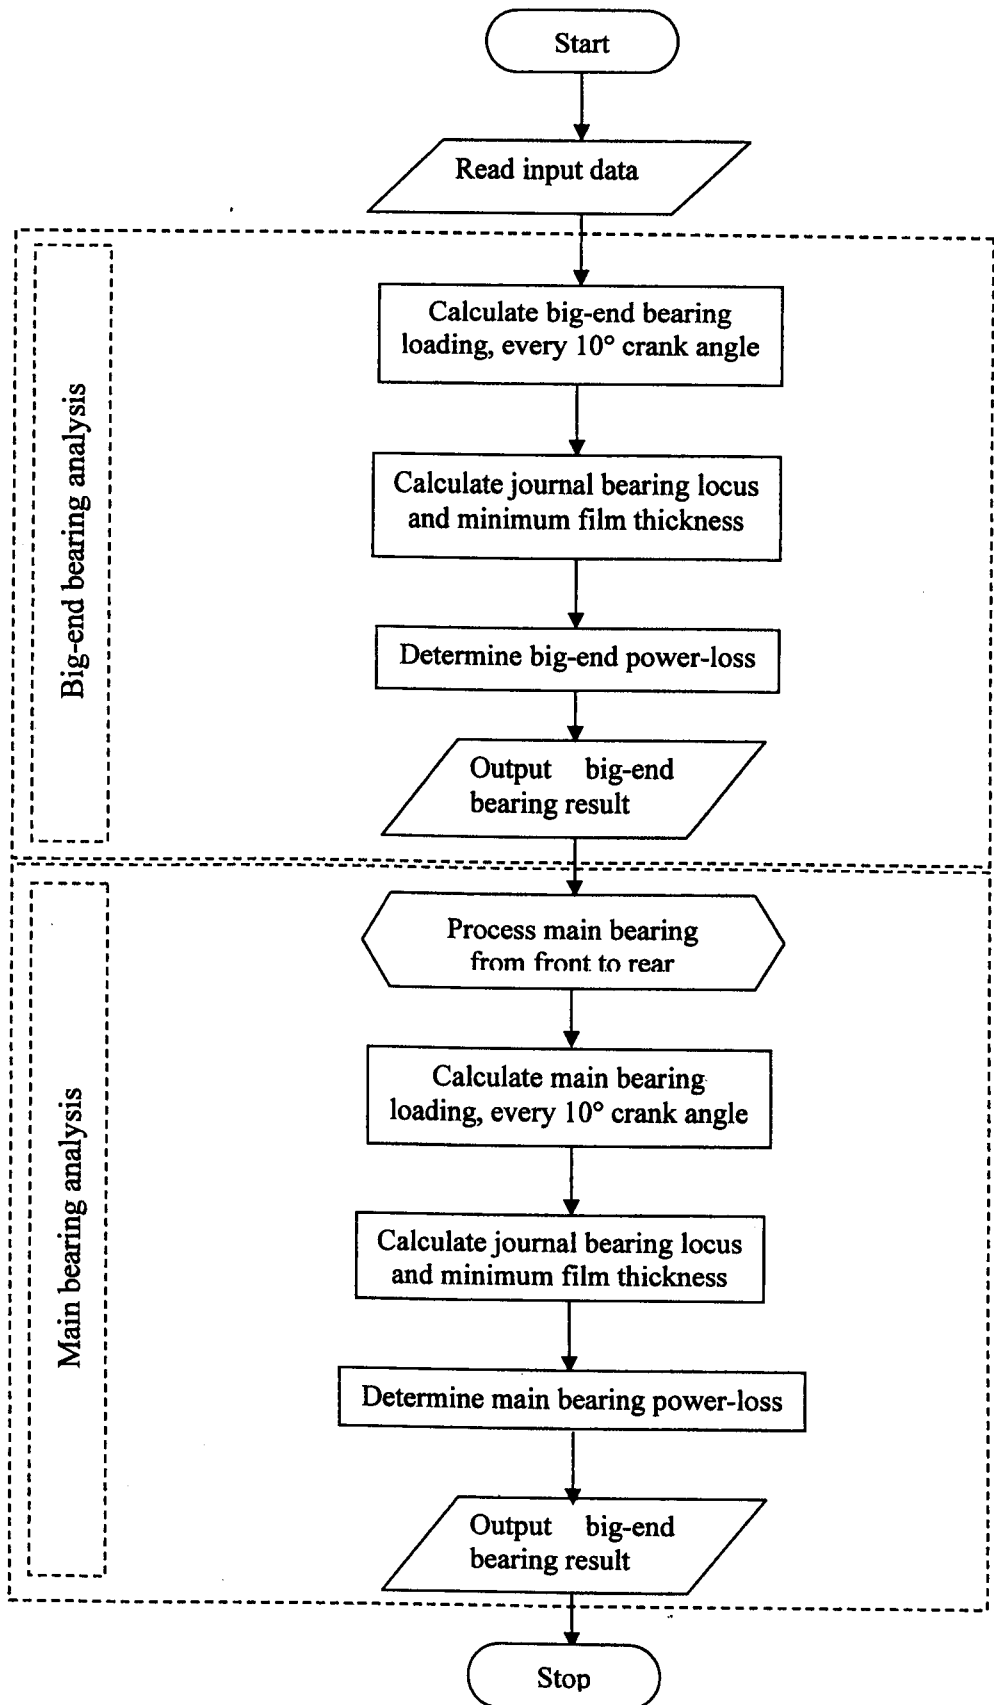 Start
Read input data
Big-end bearing analysis
Calculate big-end bearing
loading, every 10° crank angle
Calculate journal bearing locus
and minimum film thickness
Determine big-end power-loss
Output big-end
bearing result
Main bearing analysis
Process main bearing
from front to rear
Calculate main bearing
loading, every 10° crank angle
Calculate journal bearing locus
and minimum film thickness
Determine main bearing power-loss
Output big-end
bearing result
Stop